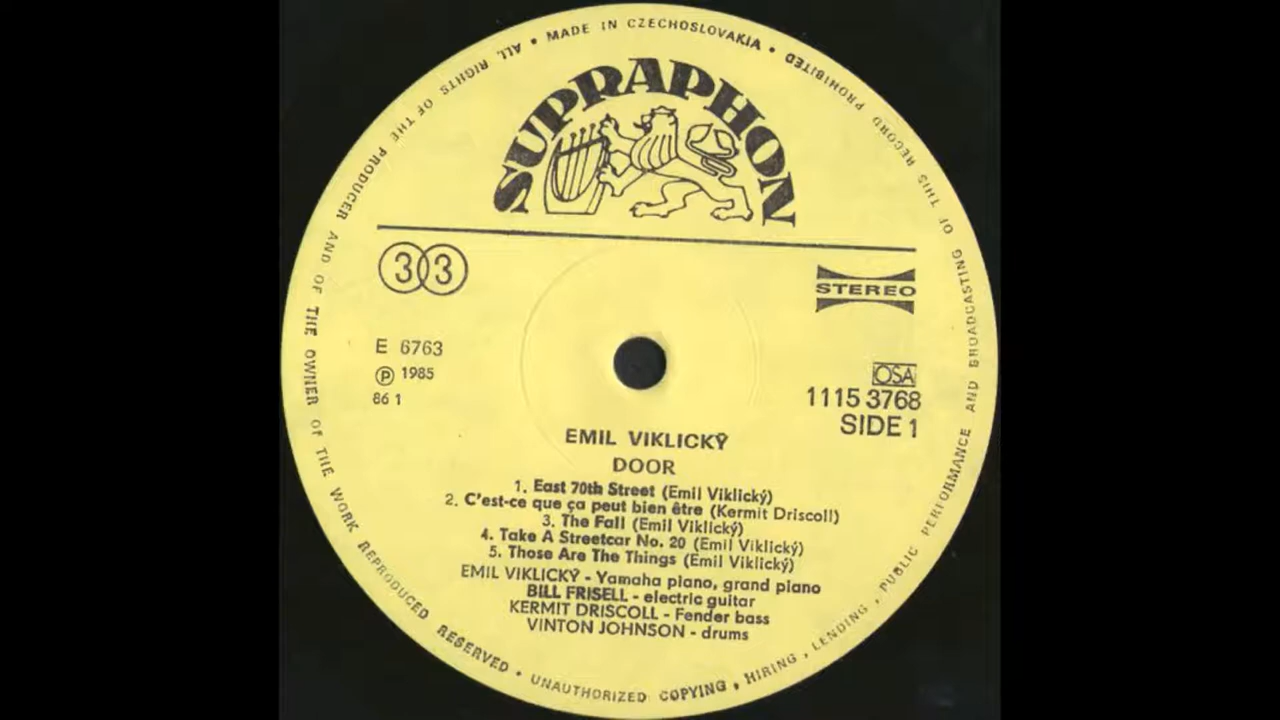 • MADE IN CZECHOSLOVAKIA •
ALL RIGHTS OF THE PRODUCER AND OF THE OWNER OF THE WORK REPRODUCED RESERVED • UNAUTHORIZED COPYING, HIRING, LENDING, PUBLIC PERFORMANCE AND BROADCASTING OF THIS RECORD PROHIBITED
SUPRAPHON
33
STEREO
E 6763
Ⓟ 1985
86 1
OSA
1115 3768
SIDE 1
EMIL VIKLICKÝ
DOOR
1. East 70th Street (Emil Viklický)
2. C'est-ce que ça peut bien être (Kermit Driscoll)
3. The Fall (Emil Viklický)
4. Take A Streetcar No. 20 (Emil Viklický)
5. Those Are The Things (Emil Viklický)
EMIL VIKLICKÝ - Yamaha piano, grand piano
BILL FRISELL - electric guitar
KERMIT DRISCOLL - Fender bass
VINTON JOHNSON - drums